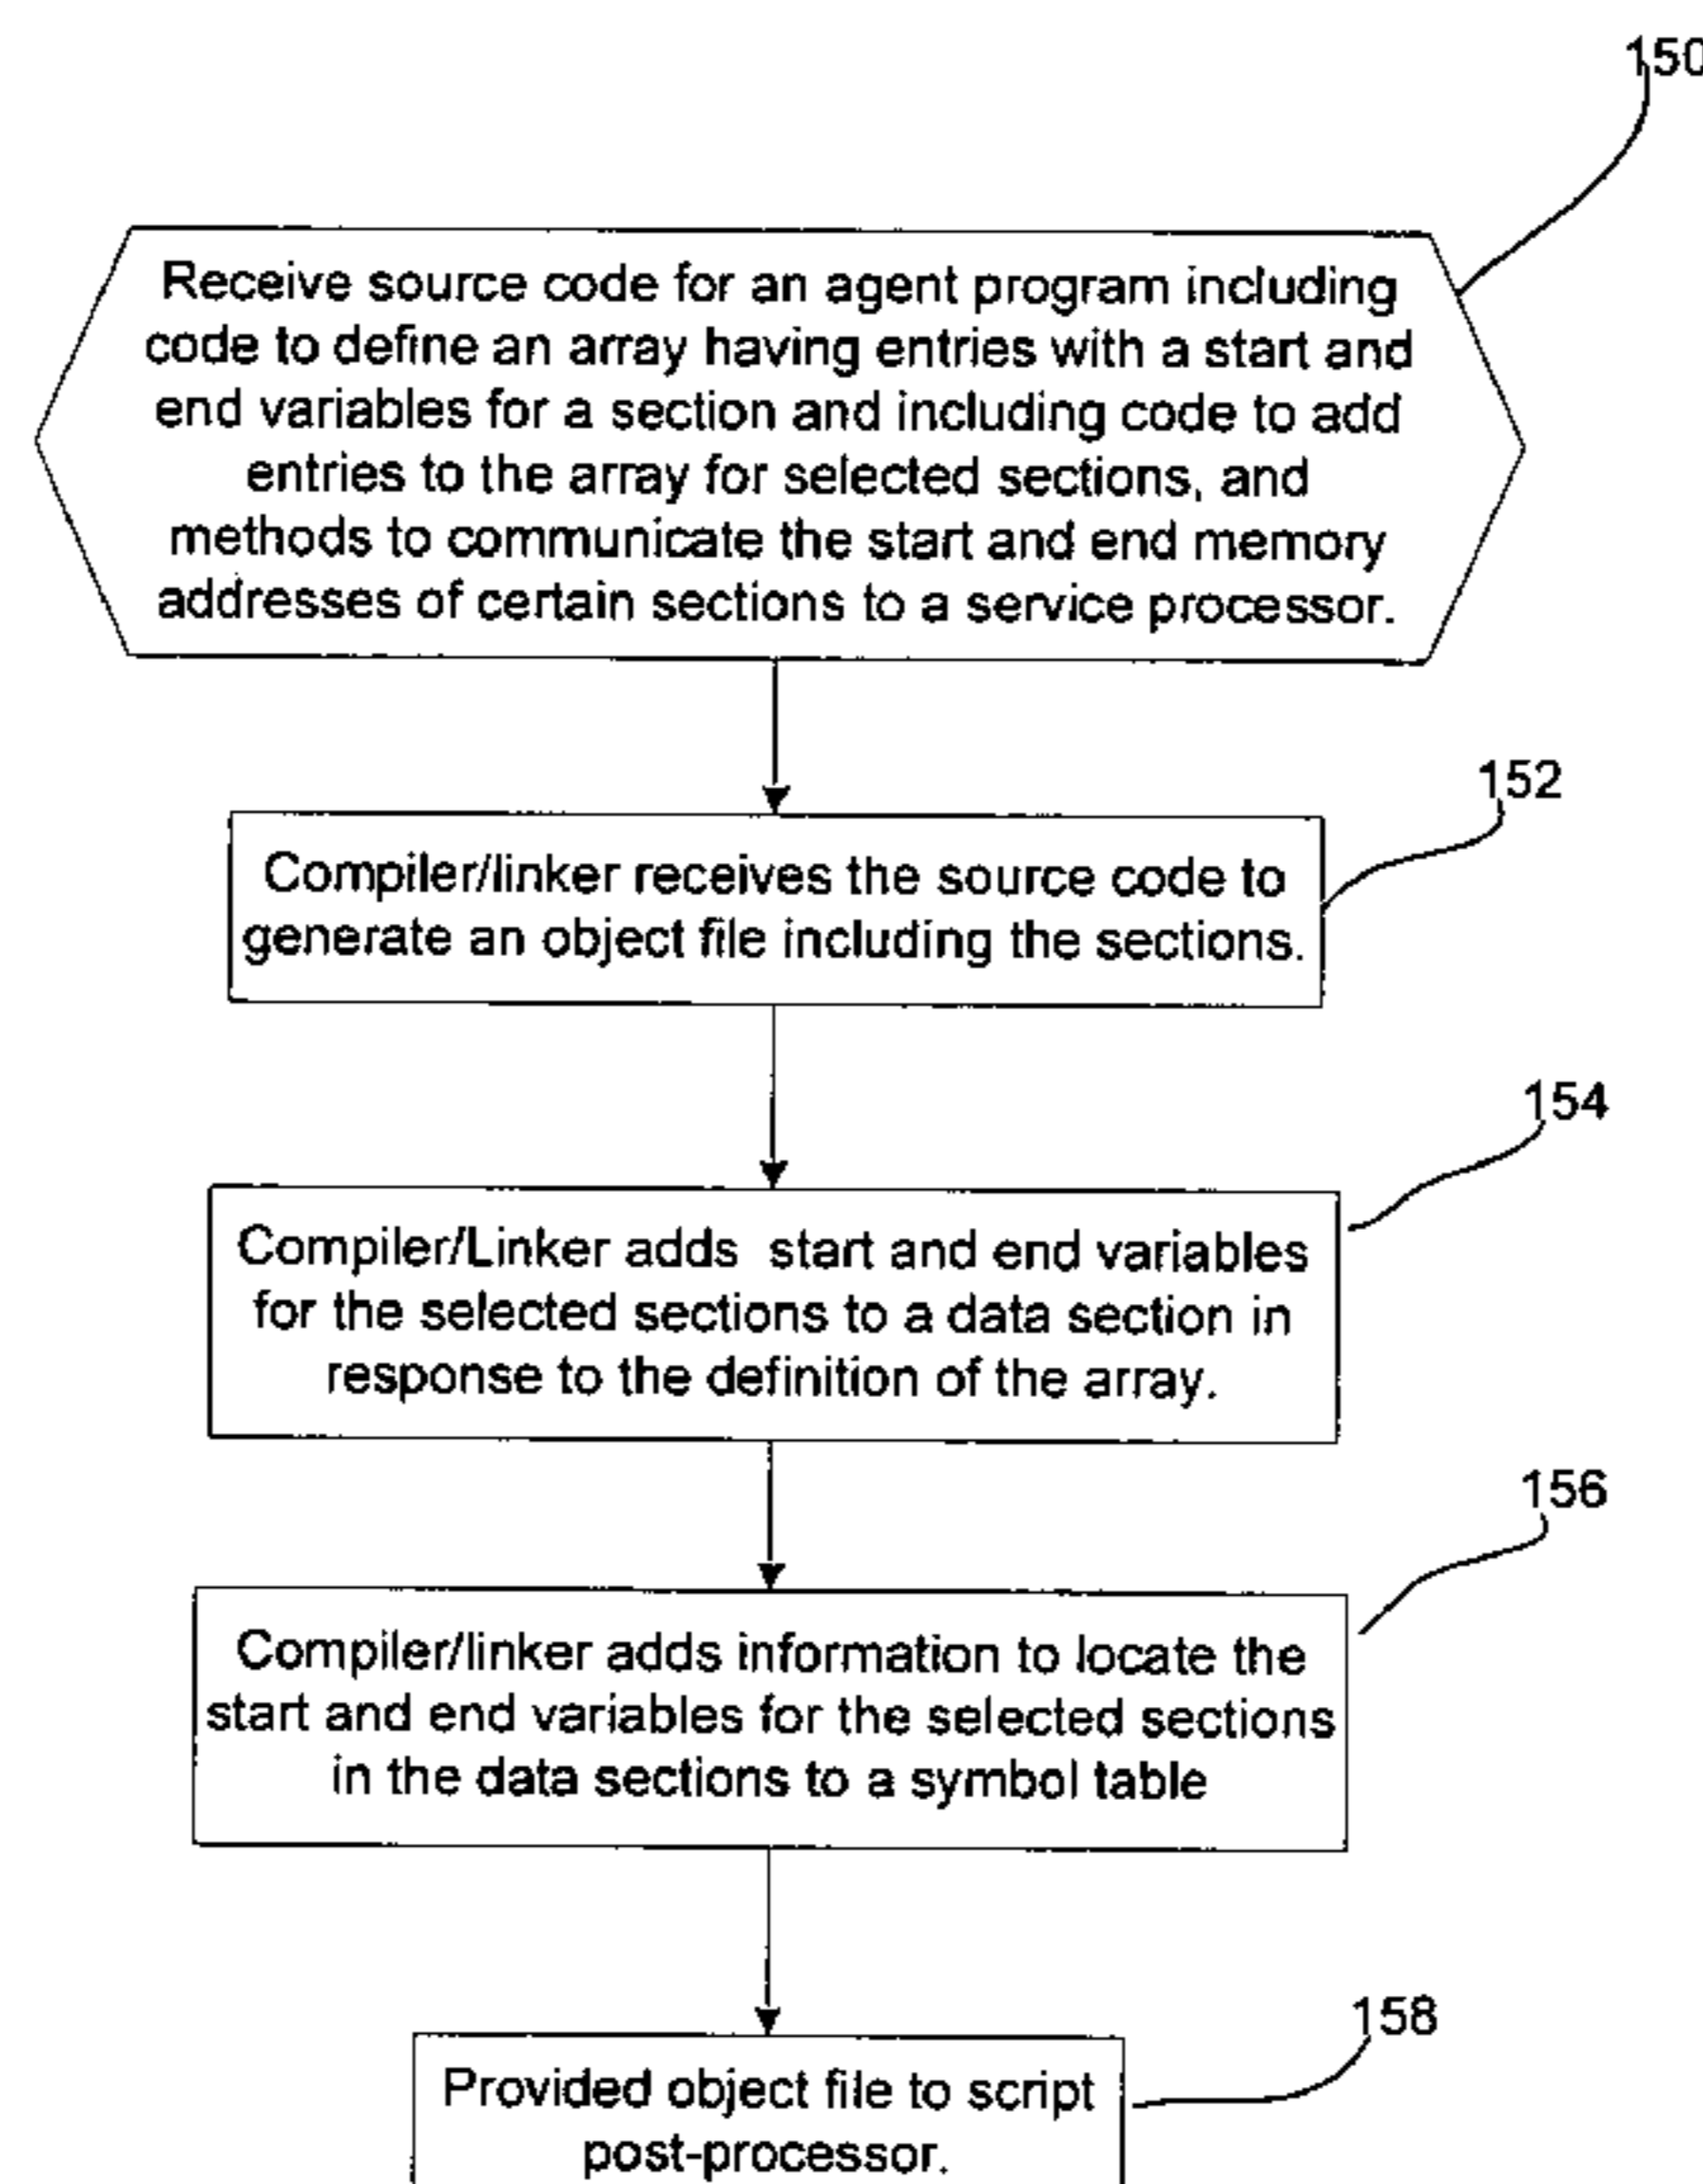 150
Receive source code for an agent program including
code to define an array having entries with a start and
end variables for a section and including code to add
entries to the array for selected sections, and
methods to communicate the start and end memory
addresses of certain sections to a service processor.
152
Compiler/linker receives the source code to
generate an object file including the sections.
154
Compiler/Linker adds start and end variables
for the selected sections to a data section in
response to the definition of the array.
156
Compiler/linker adds information to locate the
start and end variables for the selected sections
in the data sections to a symbol table
158
Provided object file to script
post-processor.